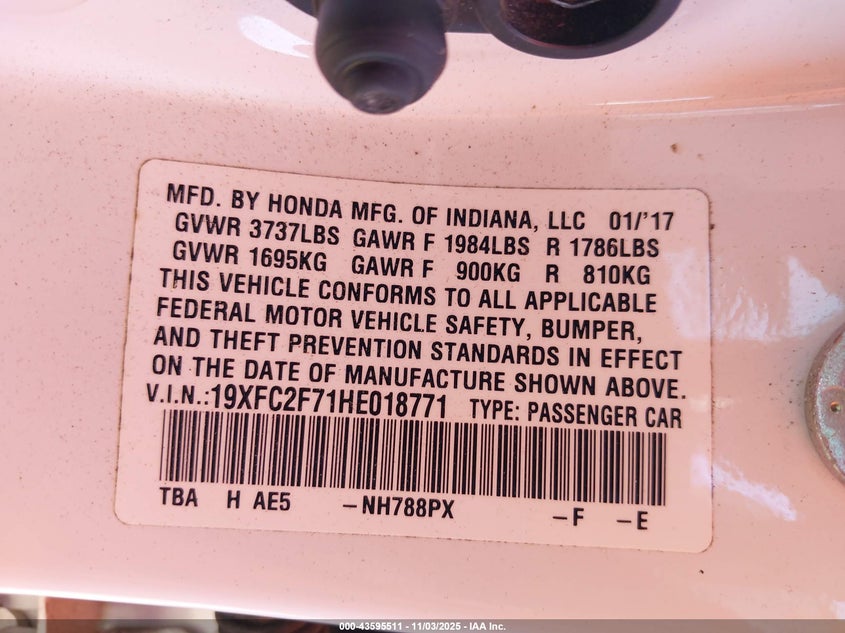 MFD. BY HONDA MFG. OF INDIANA, LLC 01/'17
GVWR 3737LBS GAWR F 1984LBS R 1786LBS
GVWR 1695KG GAWR F 900KG R 810KG
THIS VEHICLE CONFORMS TO ALL APPLICABLE
FEDERAL MOTOR VEHICLE SAFETY, BUMPER,
AND THEFT PREVENTION STANDARDS IN EFFECT
ON THE DATE OF MANUFACTURE SHOWN ABOVE.
V.I.N.:19XFC2F71HE018771 TYPE: PASSENGER CAR
TBA H AE5 –NH788PX –F –E
000-43595511 - 11/03/2025 - IAA Inc.